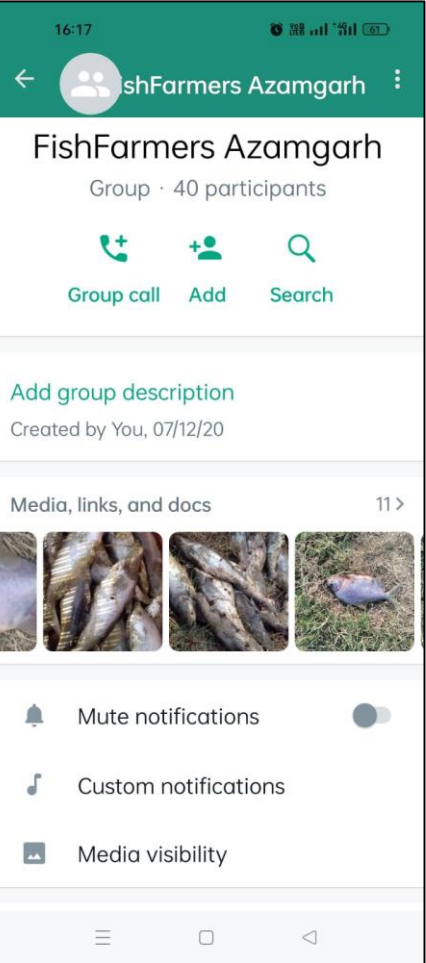 16:17
61
ishFarmers Azamgarh
FishFarmers Azamgarh
Group · 40 participants
Group call Add Search
Add group description
Created by You, 07/12/20
Media, links, and docs 11 >
Mute notifications
Custom notifications
Media visibility